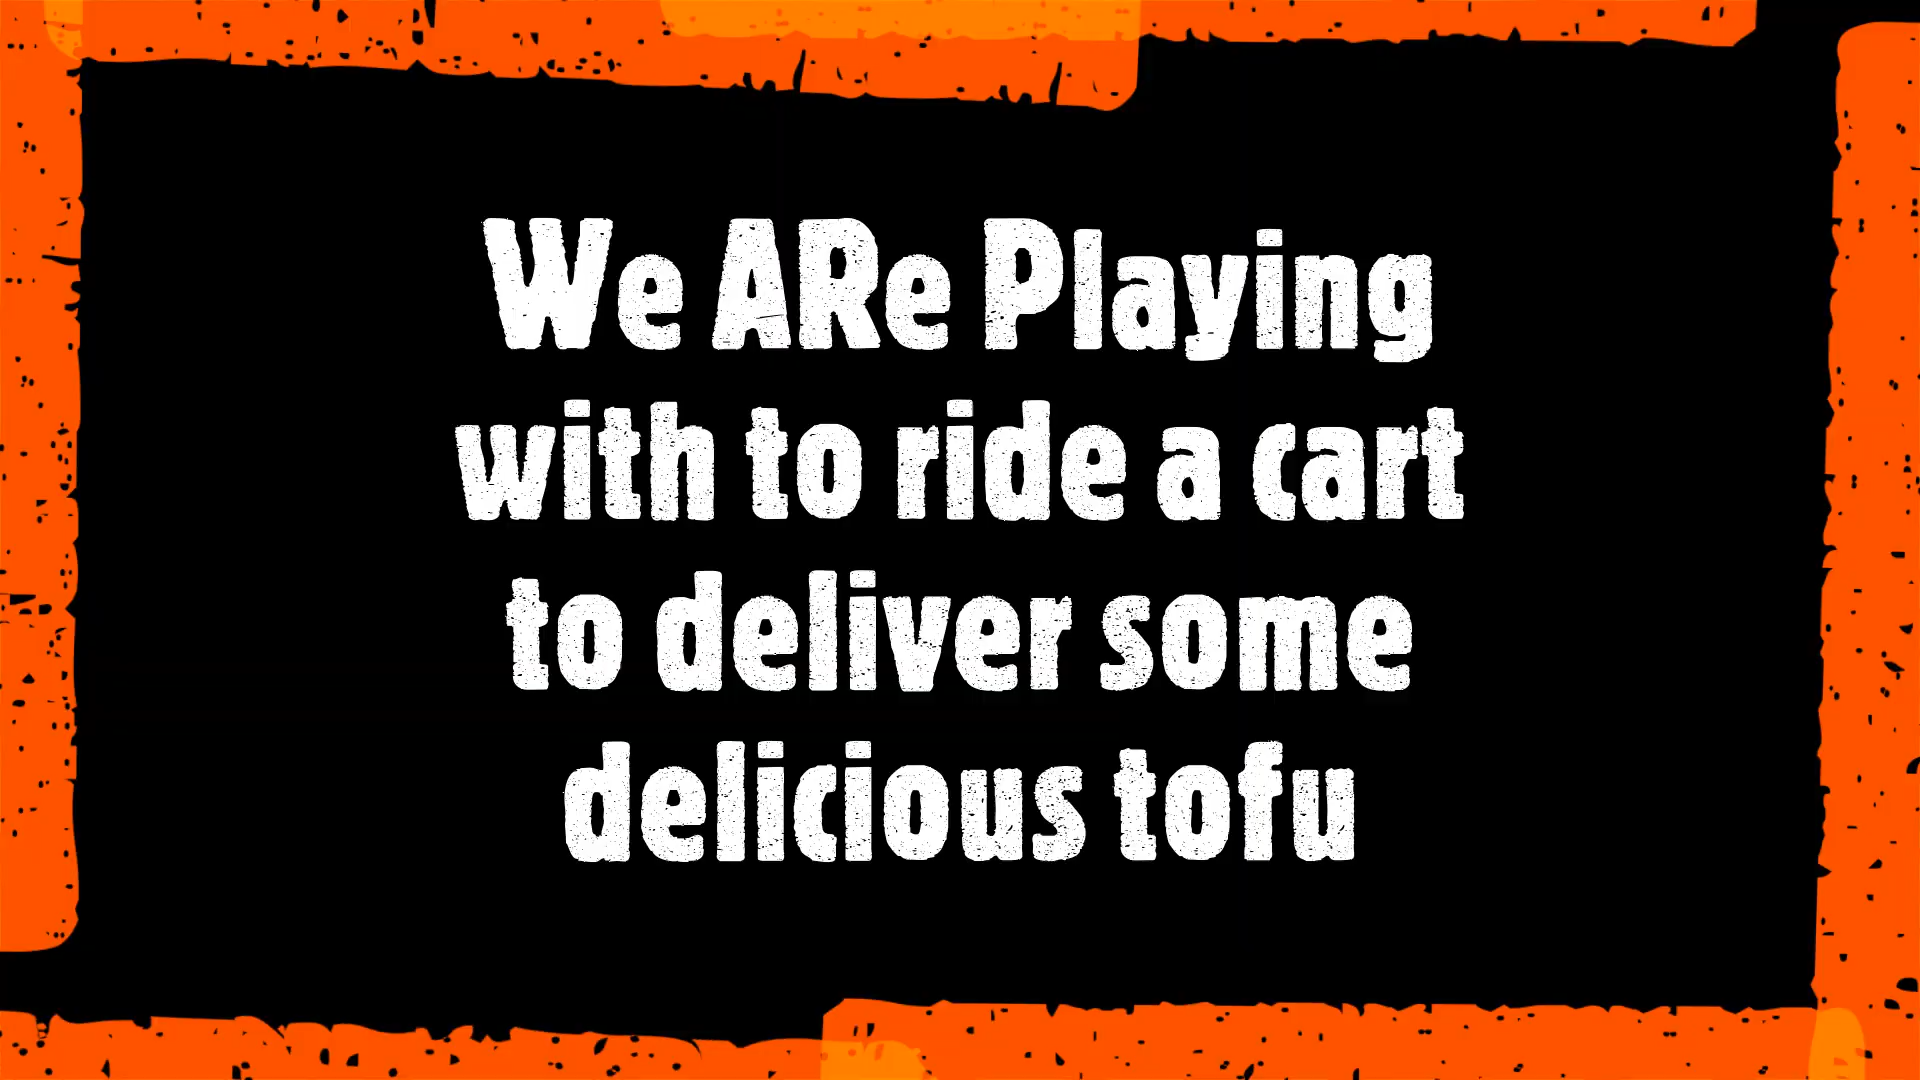 We ARe Playing
with to ride a cart
to deliver some
delicious tofu